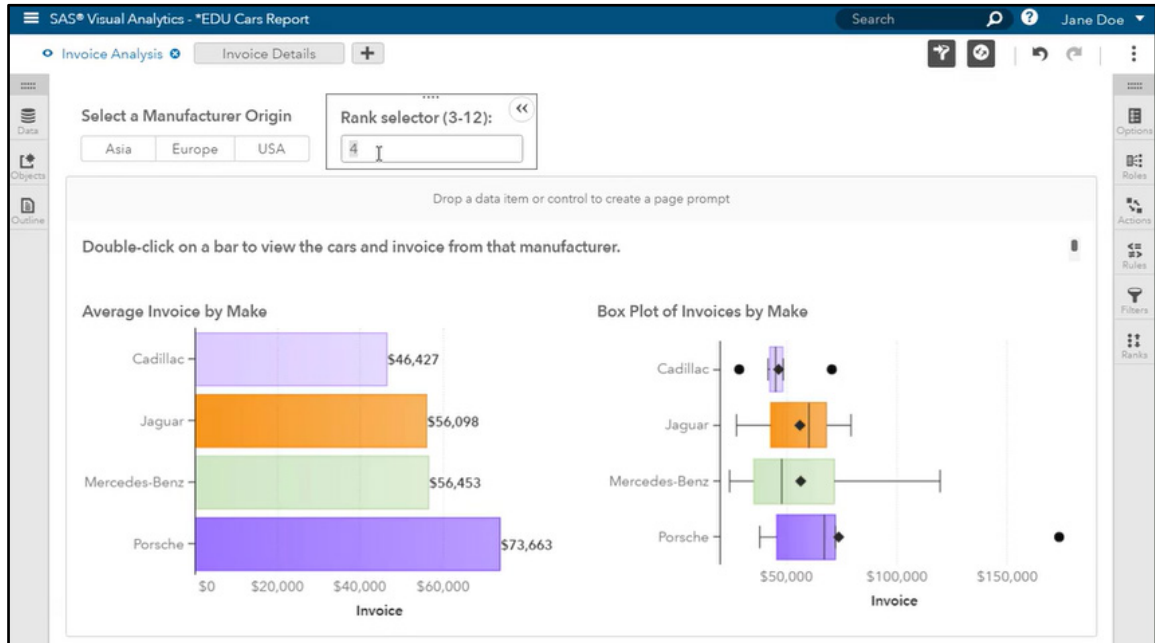 SAS® Visual Analytics - *EDU Cars Report
Search
Jane Doe
Invoice Analysis
Invoice Details
Data
Objects
Outline
Select a Manufacturer Origin
Asia Europe USA
Rank selector (3-12):
4
Drop a data item or control to create a page prompt
Double-click on a bar to view the cars and invoice from that manufacturer.
Average Invoice by Make
Cadillac $46,427
Jaguar $56,098
Mercedes-Benz $56,453
Porsche $73,663
$0 $20,000 $40,000 $60,000
Invoice
Box Plot of Invoices by Make
Cadillac
Jaguar
Mercedes-Benz
Porsche
$50,000 $100,000 $150,000
Invoice
Options
Roles
Actions
Rules
Filters
Ranks